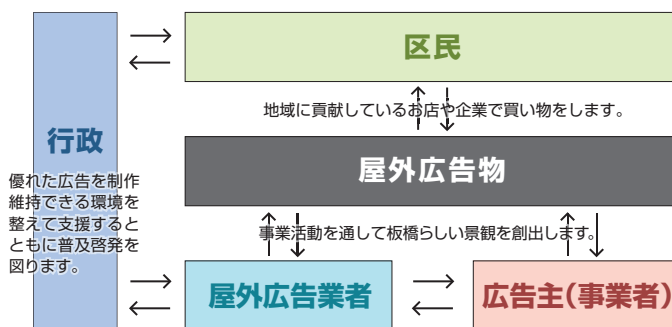 区民
地域に貢献しているお店や企業で買い物をします。
行政
優れた広告を制作
維持できる環境を
整えて支援すると
ともに普及啓発を
図ります。
屋外広告物
事業活動を通して板橋らしい景観を創出します。
屋外広告業者
広告主(事業者)